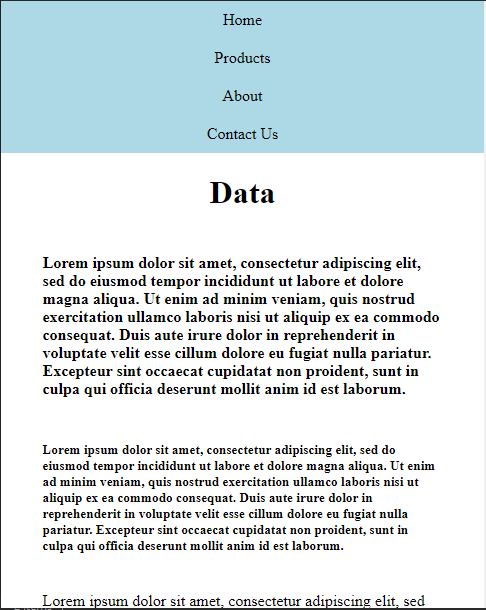 Home
Products
About
Contact Us
Data
Lorem ipsum dolor sit amet, consectetur adipiscing elit,
sed do eiusmod tempor incididunt ut labore et dolore
magna aliqua. Ut enim ad minim veniam, quis nostrud
exercitation ullamco laboris nisi ut aliquip ex ea commodo
consequat. Duis aute irure dolor in reprehenderit in
voluptate velit esse cillum dolore eu fugiat nulla pariatur.
Excepteur sint occaecat cupidatat non proident, sunt in
culpa qui officia deserunt mollit anim id est laborum.
Lorem ipsum dolor sit amet, consectetur adipiscing elit, sed do
eiusmod tempor incididunt ut labore et dolore magna aliqua. Ut enim
ad minim veniam, quis nostrud exercitation ullamco laboris nisi ut
aliquip ex ea commodo consequat. Duis aute irure dolor in
reprehenderit in voluptate velit esse cillum dolore eu fugiat nulla
pariatur. Excepteur sint occaecat cupidatat non proident, sunt in
culpa qui officia deserunt mollit anim id est laborum.
Lorem ipsum dolor sit amet, consectetur adipiscing elit, sed